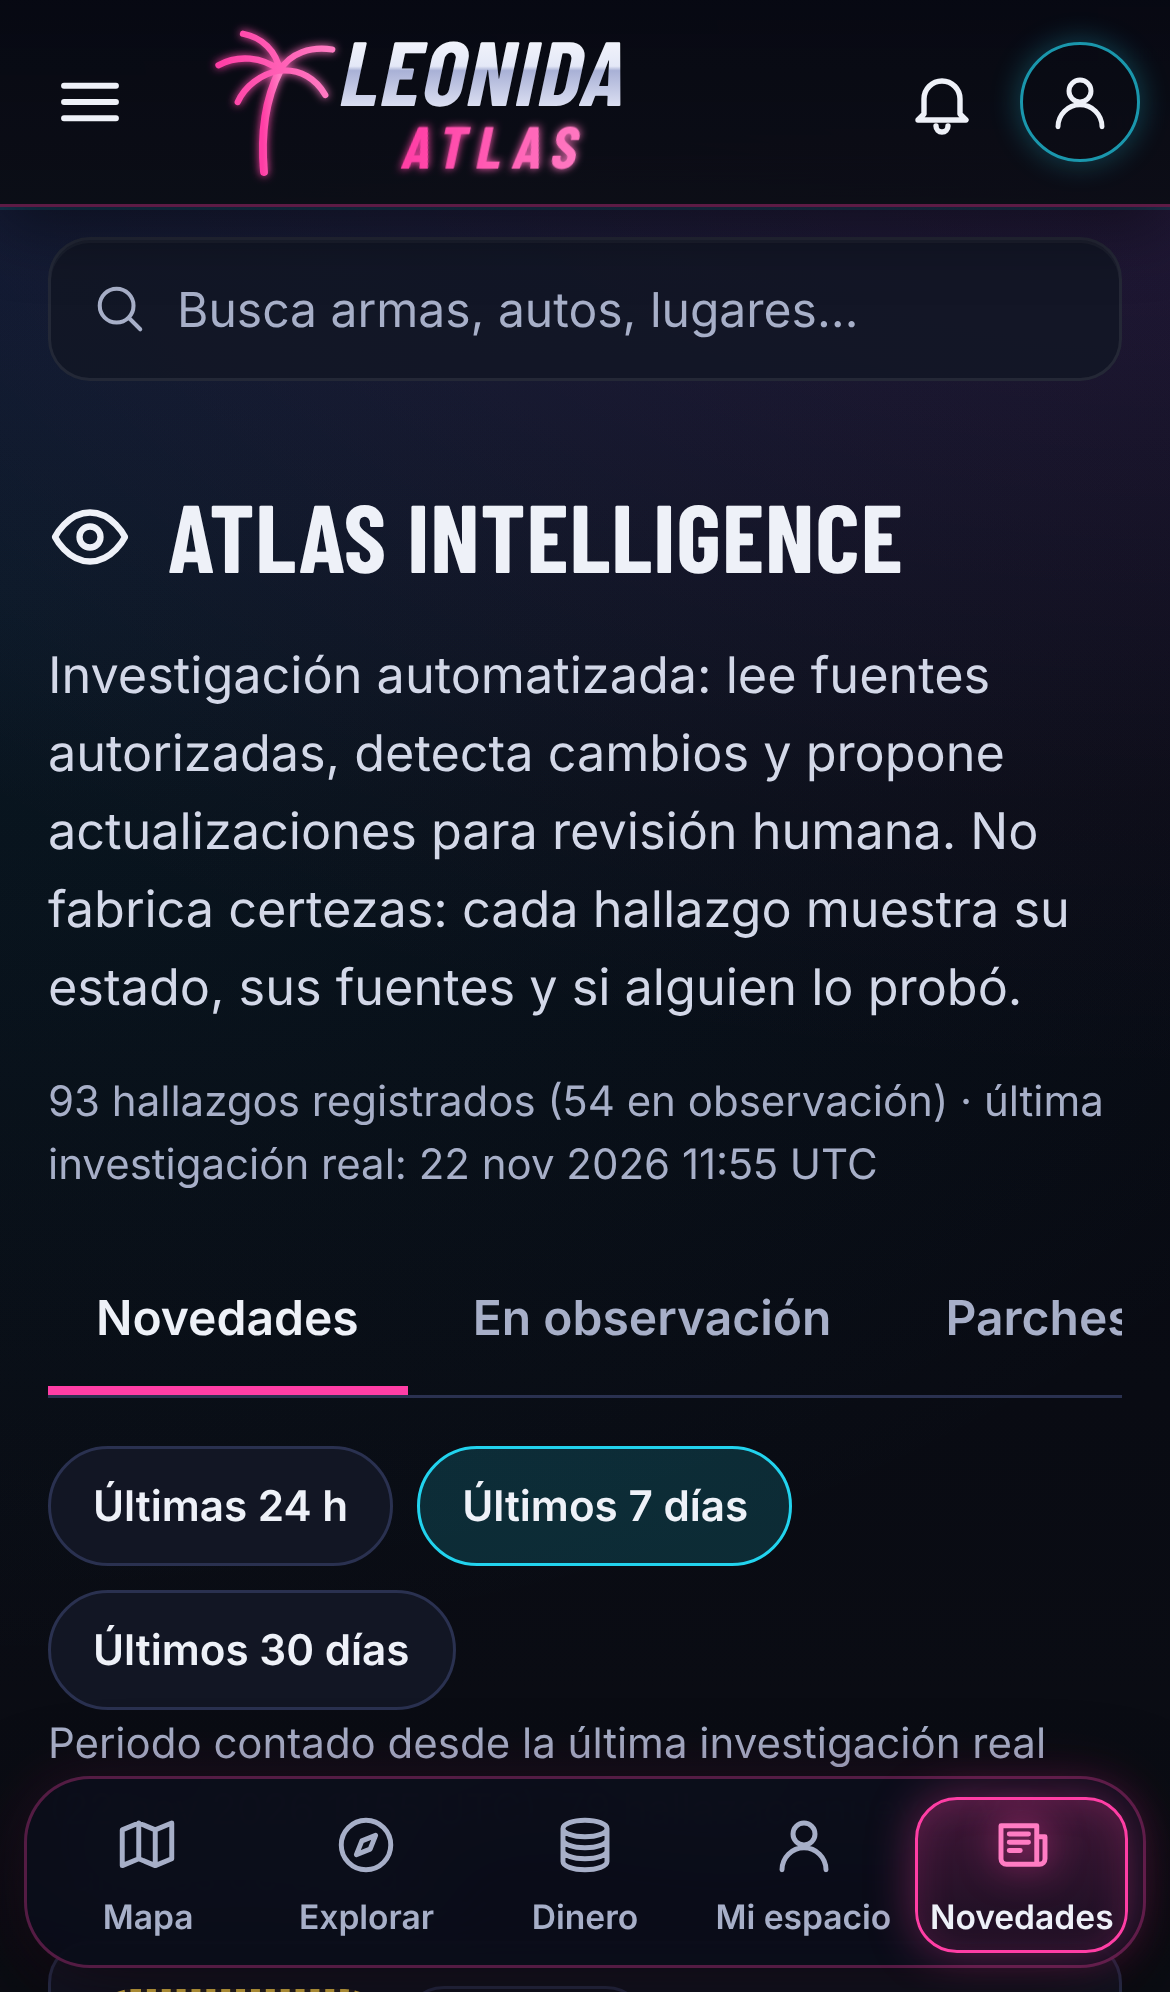 LEONIDA
ATLAS
Busca armas, autos, lugares...
ATLAS INTELLIGENCE
Investigación automatizada: lee fuentes
autorizadas, detecta cambios y propone
actualizaciones para revisión humana. No
fabrica certezas: cada hallazgo muestra su
estado, sus fuentes y si alguien lo probó.
93 hallazgos registrados (54 en observación) · última
investigación real: 22 nov 2026 11:55 UTC
Novedades En observación Parches
Últimas 24 h Últimos 7 días
Últimos 30 días
Periodo contado desde la última investigación real
Mapa Explorar Dinero Mi espacio Novedades